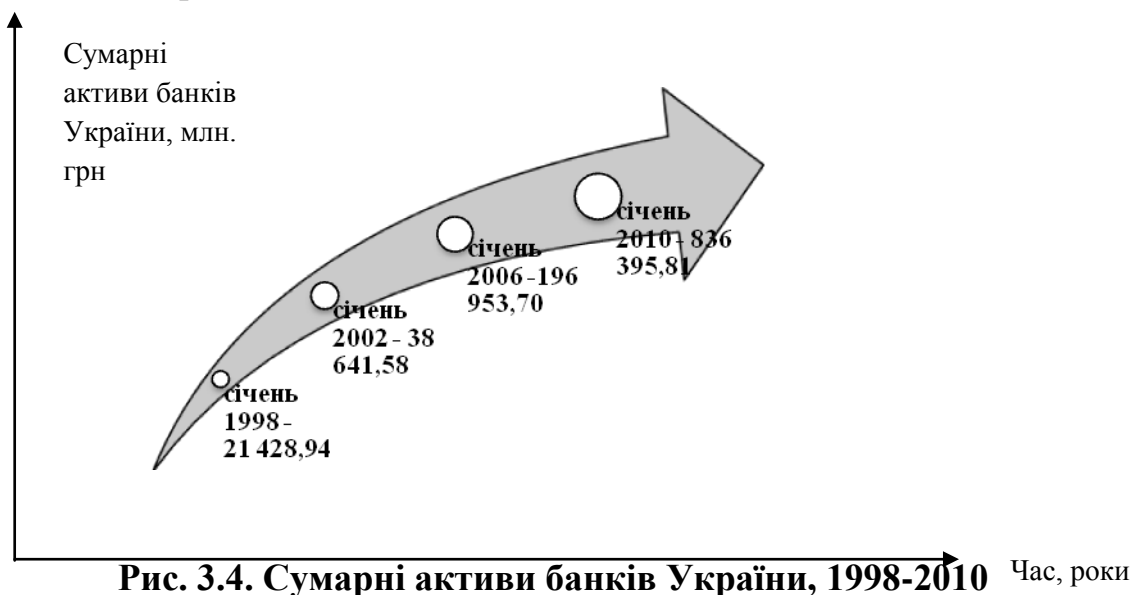 Сумарні
активи банків
України, млн.
грн
січень
2010 - 836
395,81
січень
2006 -196
953,70
січень
2002 - 38
641,58
січень
1998 -
21 428,94
Час, роки
Рис. 3.4. Сумарні активи банків України, 1998-2010